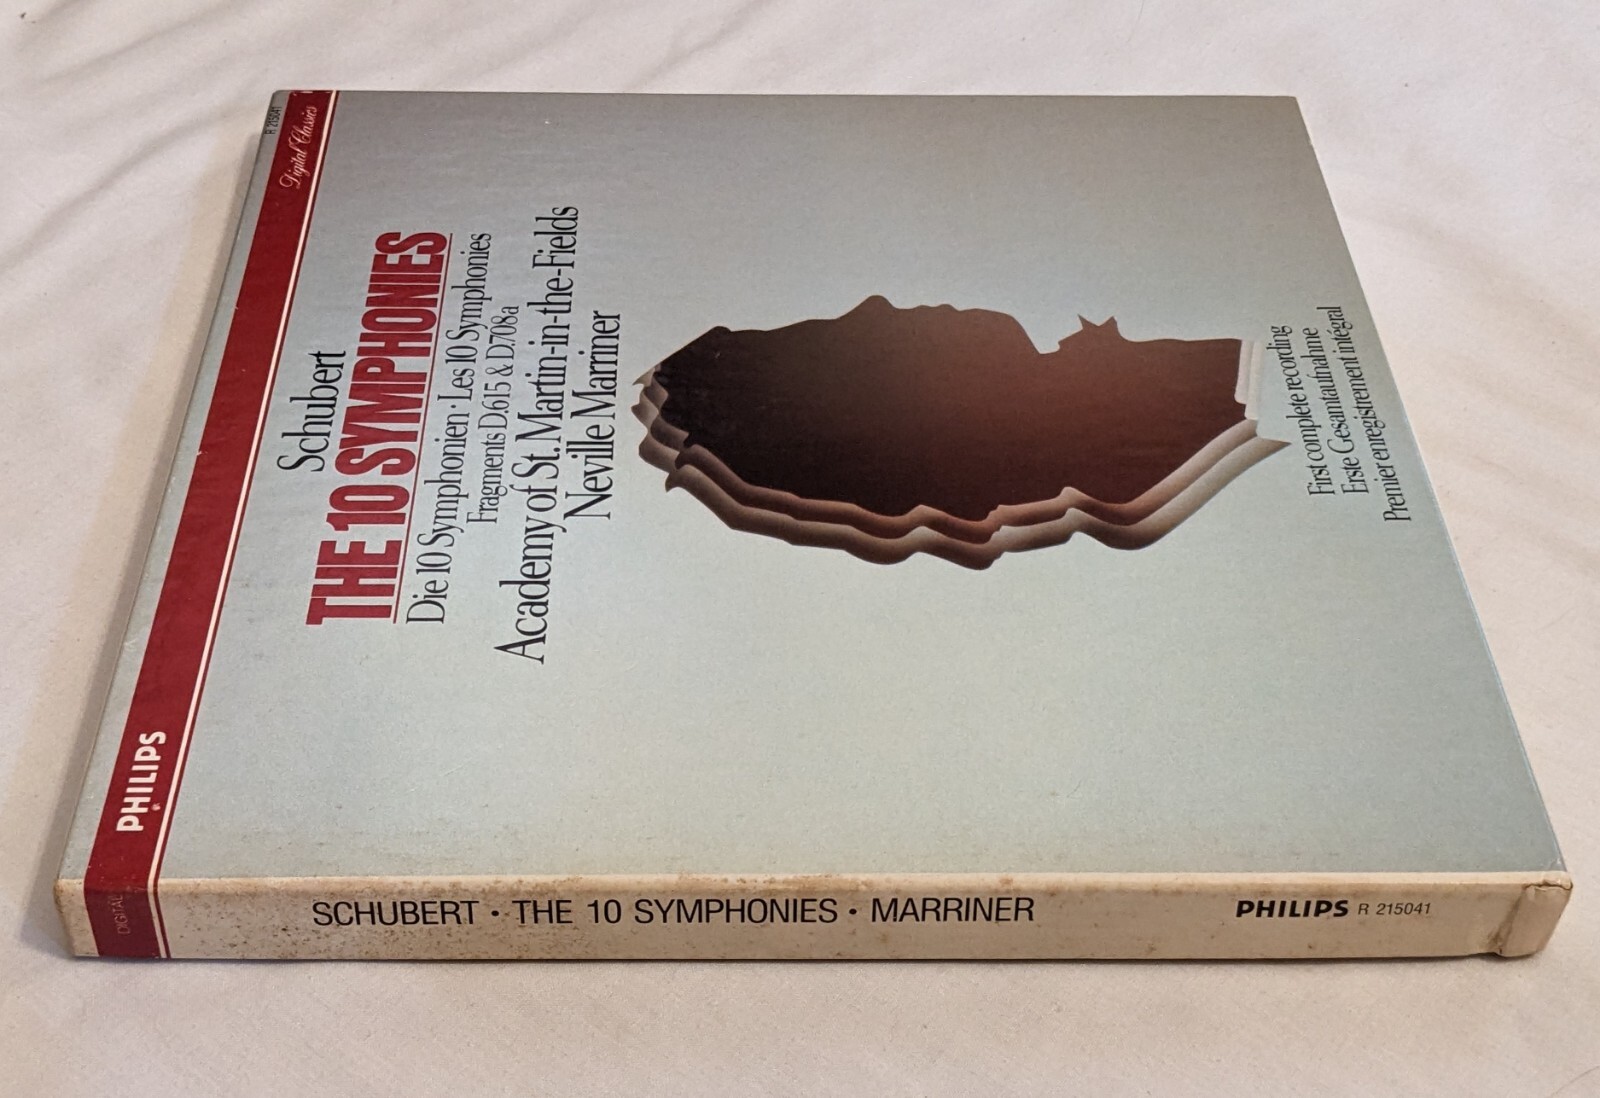 R 215041
Digital Classics
PHILIPS
Schubert
THE 10 SYMPHONIES
Die 10 Symphonien · Les 10 Symphonies
Fragments D.615 & D.708a
Academy of St. Martin-in-the-Fields
Neville Marriner
First complete recording
Erste Gesamtaufnahme
Premier enregistrement intégral
DIGITAL
SCHUBERT · THE 10 SYMPHONIES · MARRINER
PHILIPS R 215041